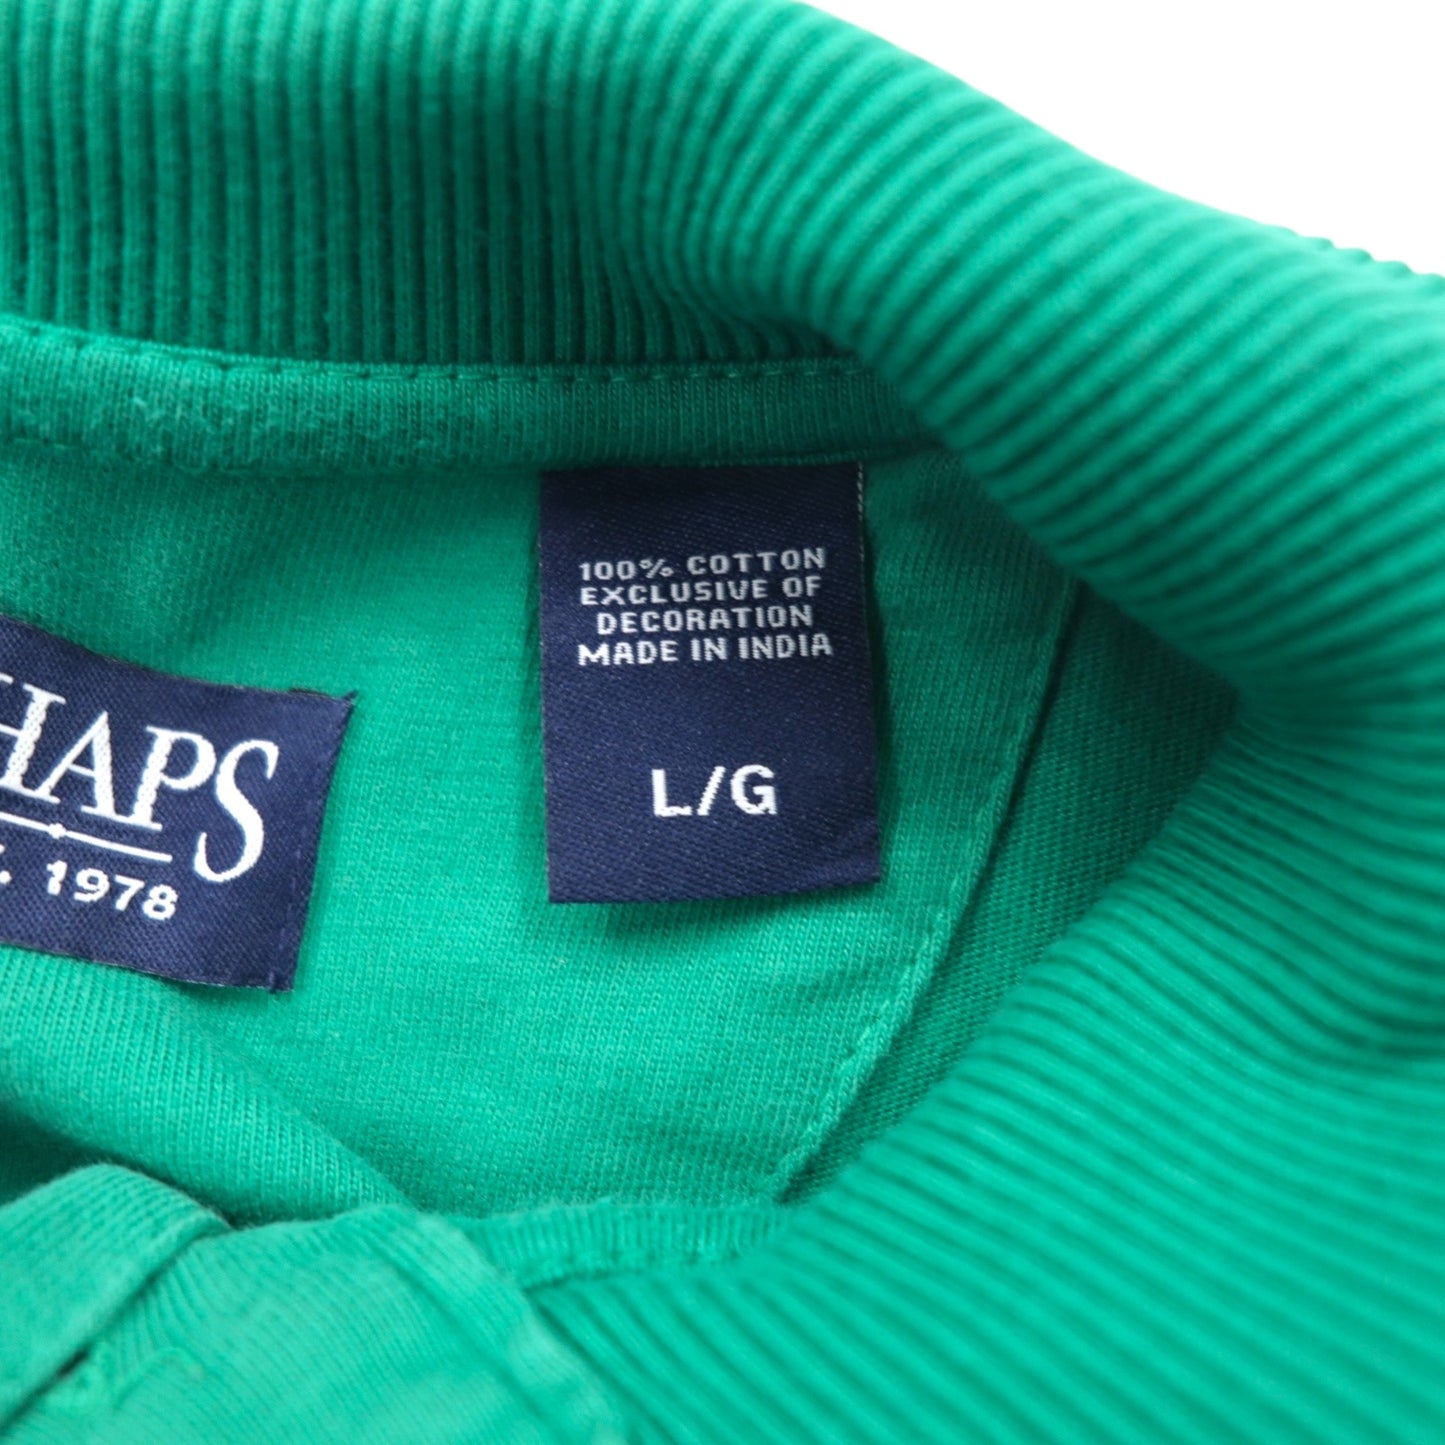 HAPS
1978
100% COTTON
EXCLUSIVE OF
DECORATION
MADE IN INDIA
L/G